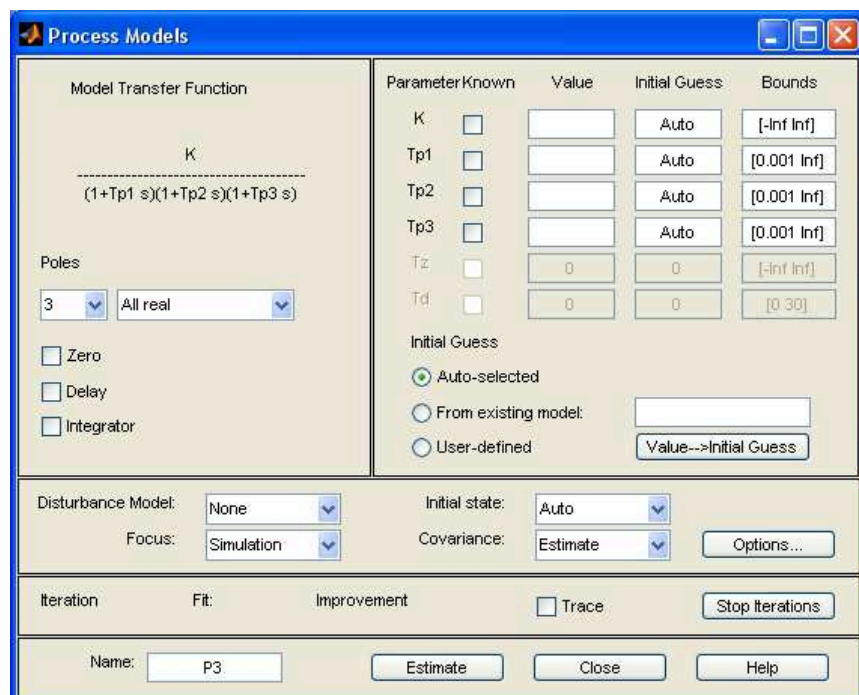 Process Models
Model Transfer Function
K
-------------------------------------
(1+Tp1 s)(1+Tp2 s)(1+Tp3 s)
Poles
3 All real
Zero
Delay
Integrator
Parameter Known Value Initial Guess Bounds
K Auto [-Inf Inf]
Tp1 Auto [0.001 Inf]
Tp2 Auto [0.001 Inf]
Tp3 Auto [0.001 Inf]
Tz 0 0 [-Inf Inf]
Td 0 0 [0 30]
Initial Guess
Auto-selected
From existing model:
User-defined Value-->Initial Guess
Disturbance Model: None Initial state: Auto
Focus: Simulation Covariance: Estimate Options...
Iteration Fit: Improvement Trace Stop Iterations
Name: P3 Estimate Close Help